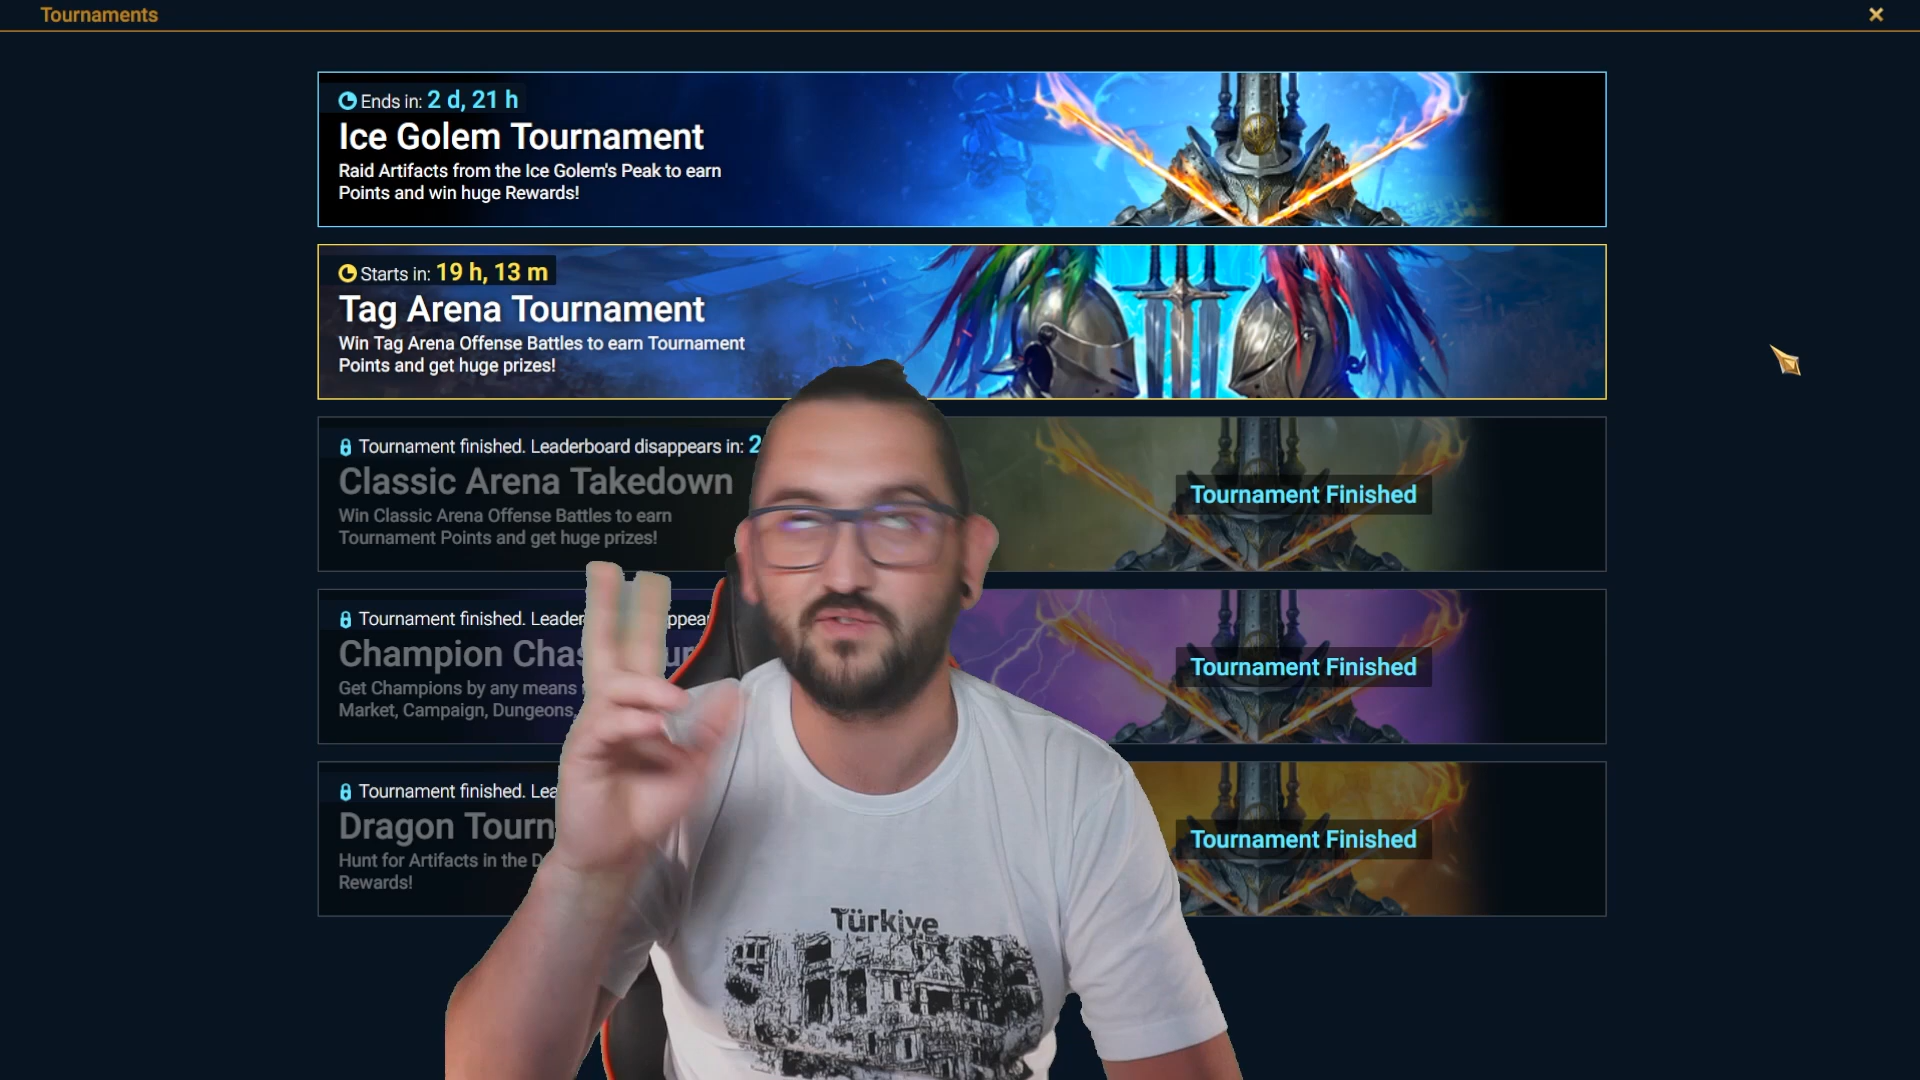 Tournaments
Ends in: 2 d, 21 h
Ice Golem Tournament
Raid Artifacts from the Ice Golem's Peak to earn
Points and win huge Rewards!
Starts in: 19 h, 13 m
Tag Arena Tournament
Win Tag Arena Offense Battles to earn Tournament
Points and get huge prizes!
Tournament finished. Leaderboard disappears in: 2
Classic Arena Takedown
Win Classic Arena Offense Battles to earn
Tournament Points and get huge prizes!
Tournament Finished
Tournament finished.
Champion
Get Champions by any means
Market, Campaign, Dungeons,
Tournament Finished
Tournament finished.
Dragon
Hunt for Artifacts in the
Rewards!
Tournament Finished
Türkiye